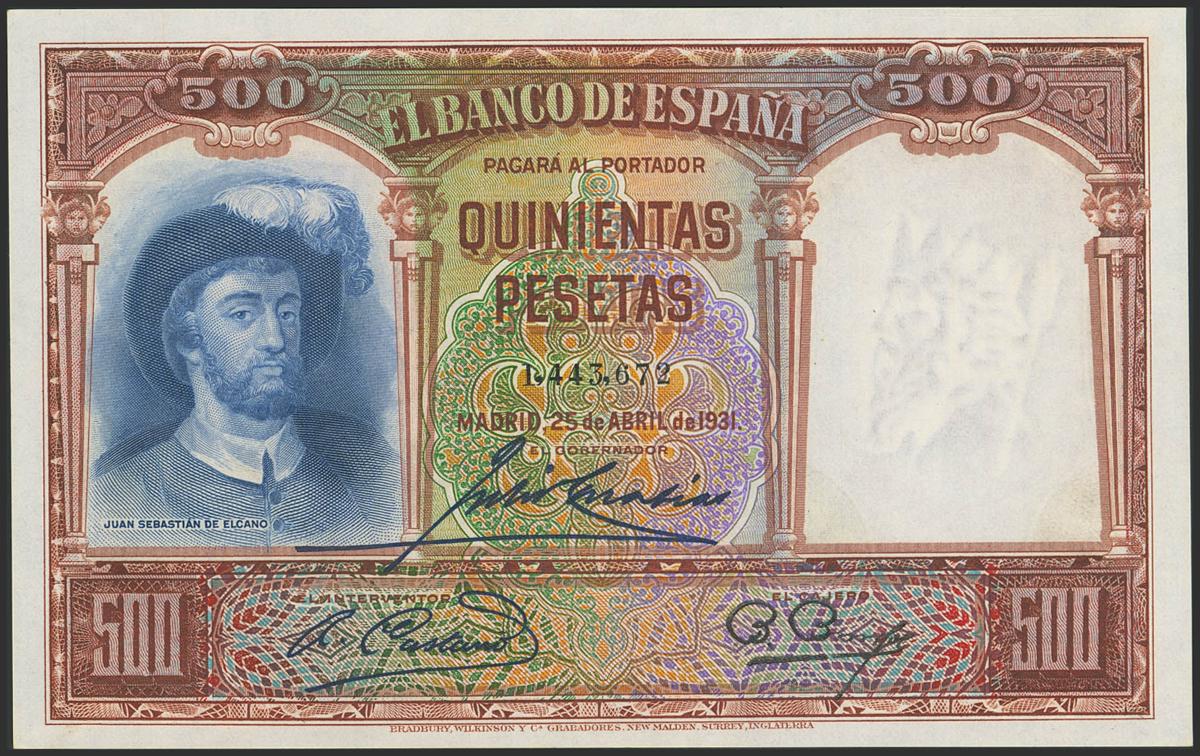 500 500
EL BANCO DE ESPAÑA
PAGARÁ AL PORTADOR
QUINIENTAS
PESETAS
1,443,672
MADRID, 25 de ABRIL de 1931.
EL GOBERNADOR
JUAN SEBASTIÁN DE ELCANO
EL INTERVENTOR EL CAJERO
500 500
BRADBURY, WILKINSON Y Cª GRABADORES. NEW MALDEN. SURREY, INGLATERRA